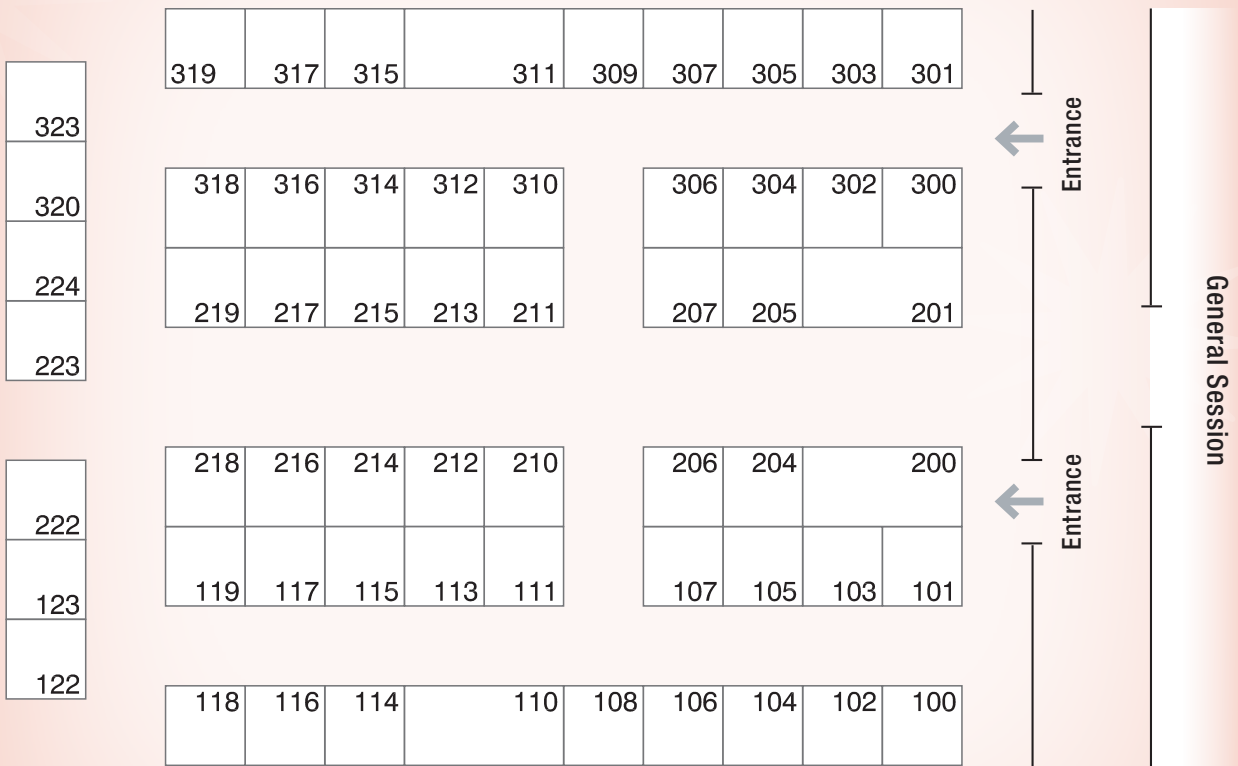 319 317 315 311 309 307 305 303 301
323
Entrance
318 316 314 312 310 306 304 302 300
320
224
219 217 215 213 211 207 205 201
General Session
223
218 216 214 212 210 206 204 200
Entrance
222
119 117 115 113 111 107 105 103 101
123
122
118 116 114 110 108 106 104 102 100